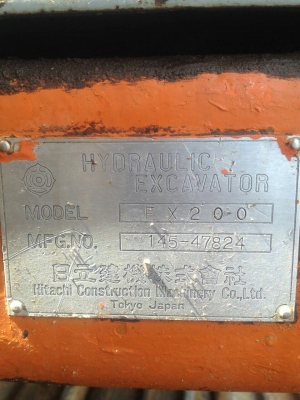 HYDRAULIC
EXCAVATOR
MODEL EX200
MFG.NO. 145-47824
日立建機株式會社
Hitachi Construction Machinery Co.,Ltd.
Tokyo Japan